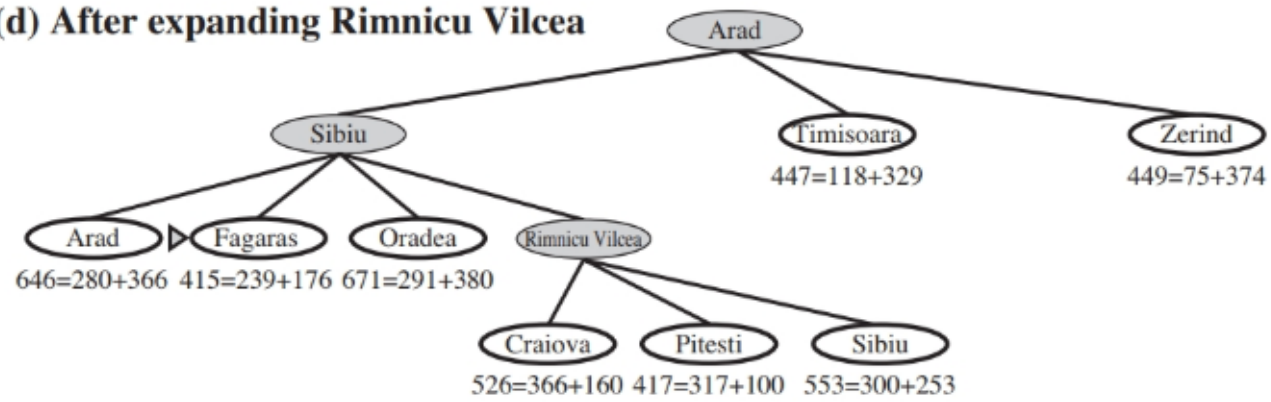 (d) After expanding Rimnicu Vilcea
Arad
Sibiu
Timisoara
Zerind
447=118+329
449=75+374
Arad
Fagaras
Oradea
Rimnicu Vilcea
646=280+366
415=239+176
671=291+380
Craiova
Pitesti
Sibiu
526=366+160
417=317+100
553=300+253